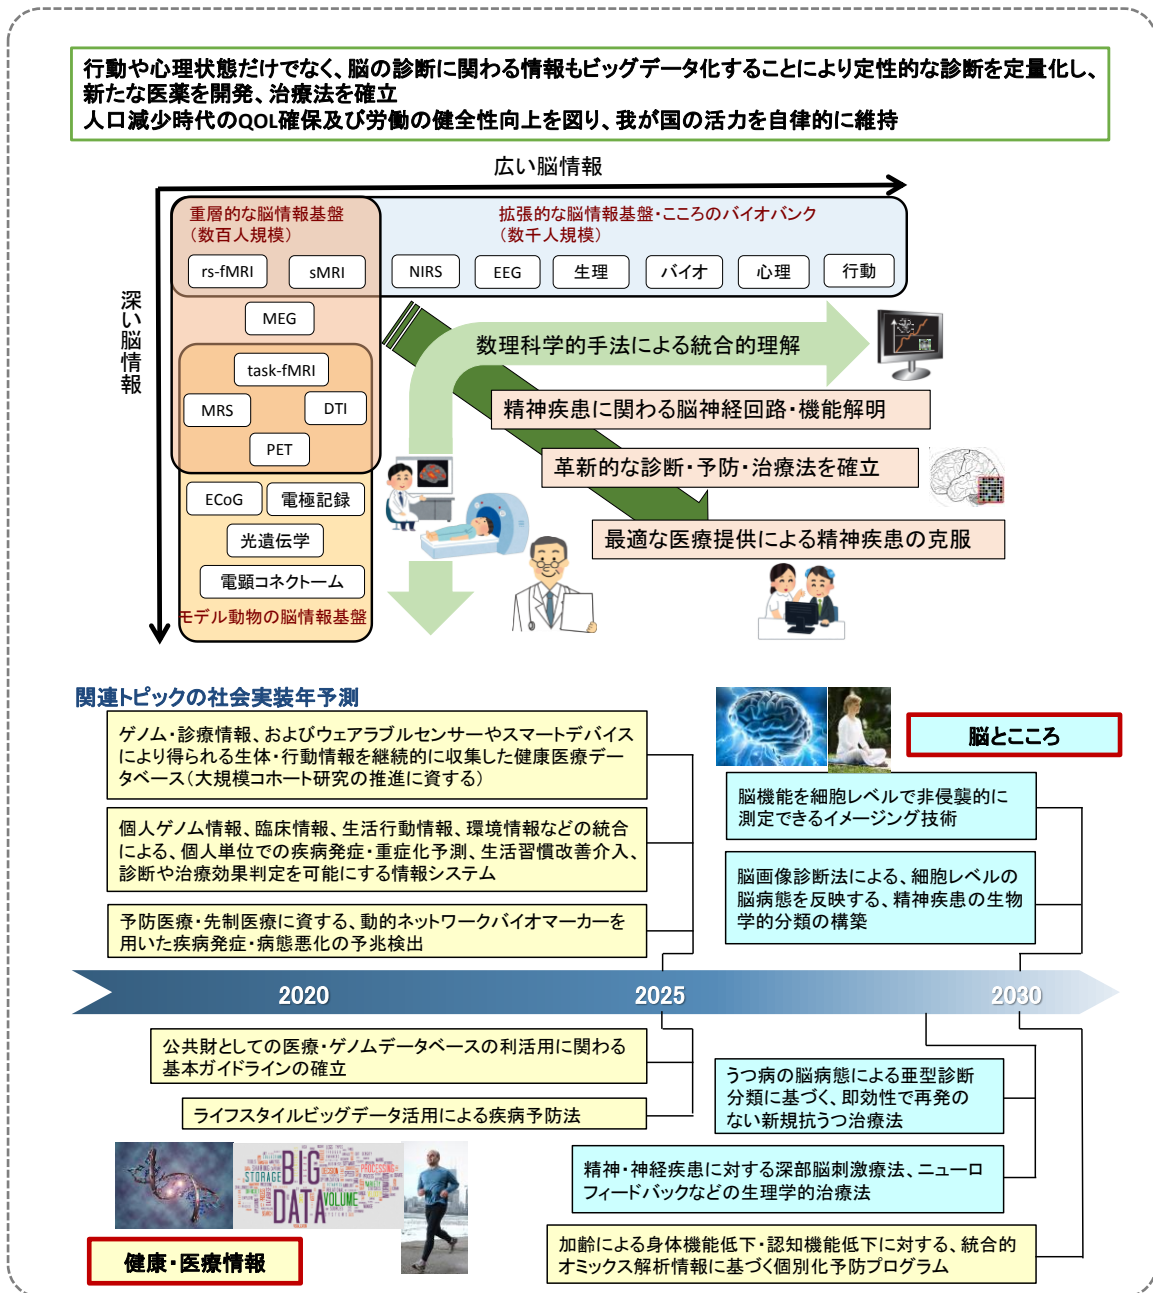 行動や心理状態だけでなく、脳の診断に関わる情報もビッグデータ化することにより定性的な診断を定量化し、
新たな医薬を開発、治療法を確立
人口減少時代のQOL確保及び労働の健全性向上を図り、我が国の活力を自律的に維持
広い脳情報
深い脳情報
重層的な脳情報基盤
（数百人規模）
拡張的な脳情報基盤・こころのバイオバンク
（数千人規模）
rs-fMRI
sMRI
NIRS
EEG
生理
バイオ
心理
行動
MEG
task-fMRI
MRS
DTI
PET
ECoG
電極記録
光遺伝学
電顕コネクトーム
モデル動物の脳情報基盤
数理科学的手法による統合的理解
精神疾患に関わる脳神経回路・機能解明
革新的な診断・予防・治療法を確立
最適な医療提供による精神疾患の克服
関連トピックの社会実装年予測
ゲノム・診療情報、およびウェアラブルセンサーやスマートデバイス
により得られる生体・行動情報を継続的に収集した健康医療デー
タベース（大規模コホート研究の推進に資する）
個人ゲノム情報、臨床情報、生活行動情報、環境情報などの統合
による、個人単位での疾病発症・重症化予測、生活習慣改善介入、
診断や治療効果判定を可能にする情報システム
予防医療・先制医療に資する、動的ネットワークバイオマーカーを
用いた疾病発症・病態悪化の予兆検出
脳とこころ
脳機能を細胞レベルで非侵襲的に
測定できるイメージング技術
脳画像診断法による、細胞レベルの
脳病態を反映する、精神疾患の生物
学的分類の構築
2020
2025
2030
公共財としての医療・ゲノムデータベースの利活用に関わる
基本ガイドラインの確立
ライフスタイルビッグデータ活用による疾病予防法
うつ病の脳病態による亜型診断
分類に基づく、即効性で再発の
ない新規抗うつ治療法
精神・神経疾患に対する深部脳刺激療法、ニューロ
フィードバックなどの生理学的治療法
加齢による身体機能低下・認知機能低下に対する、統合的
オミックス解析情報に基づく個別化予防プログラム
STORAGE
BIG
DATA
VOLUME
PROCESSING
健康・医療情報